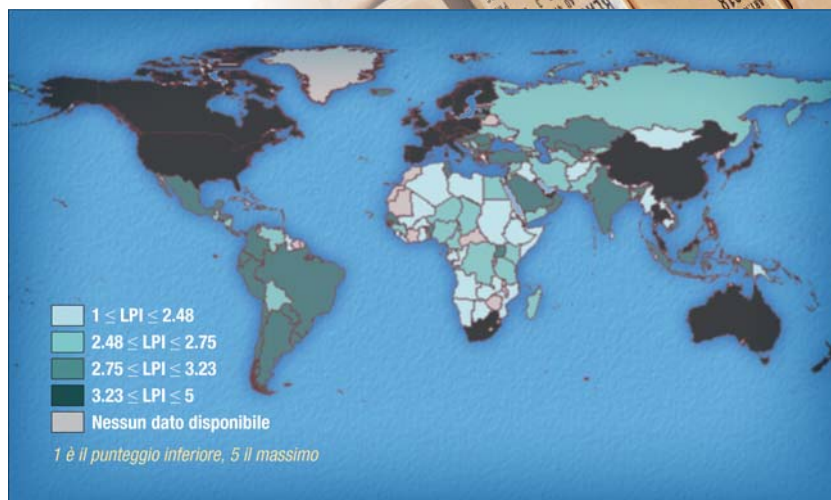 1 ≤ LPI ≤ 2.48
2.48 ≤ LPI ≤ 2.75
2.75 ≤ LPI ≤ 3.23
3.23 ≤ LPI ≤ 5
Nessun dato disponibile
1 è il punteggio inferiore, 5 il massimo